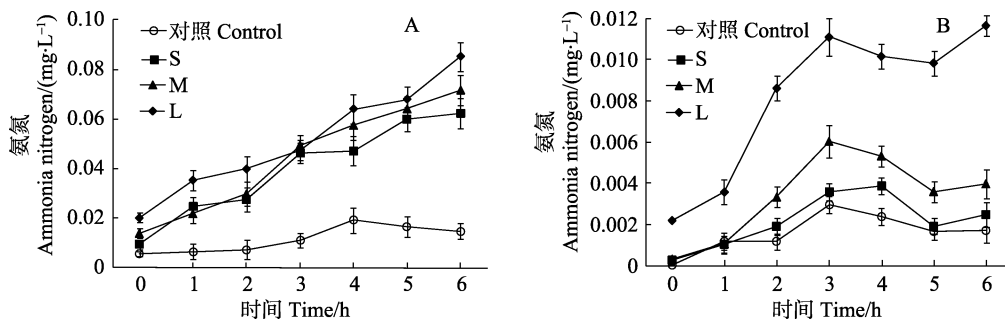 A
对照 Control
S
M
L
氨氮
Ammonia nitrogen/(mg·L⁻¹)
0.10
0.08
0.06
0.04
0.02
0
0 1 2 3 4 5 6
时间 Time/h
B
对照 Control
S
M
L
氨氮
Ammonia nitrogen/(mg·L⁻¹)
0.012
0.010
0.008
0.006
0.004
0.002
0
0 1 2 3 4 5 6
时间 Time/h